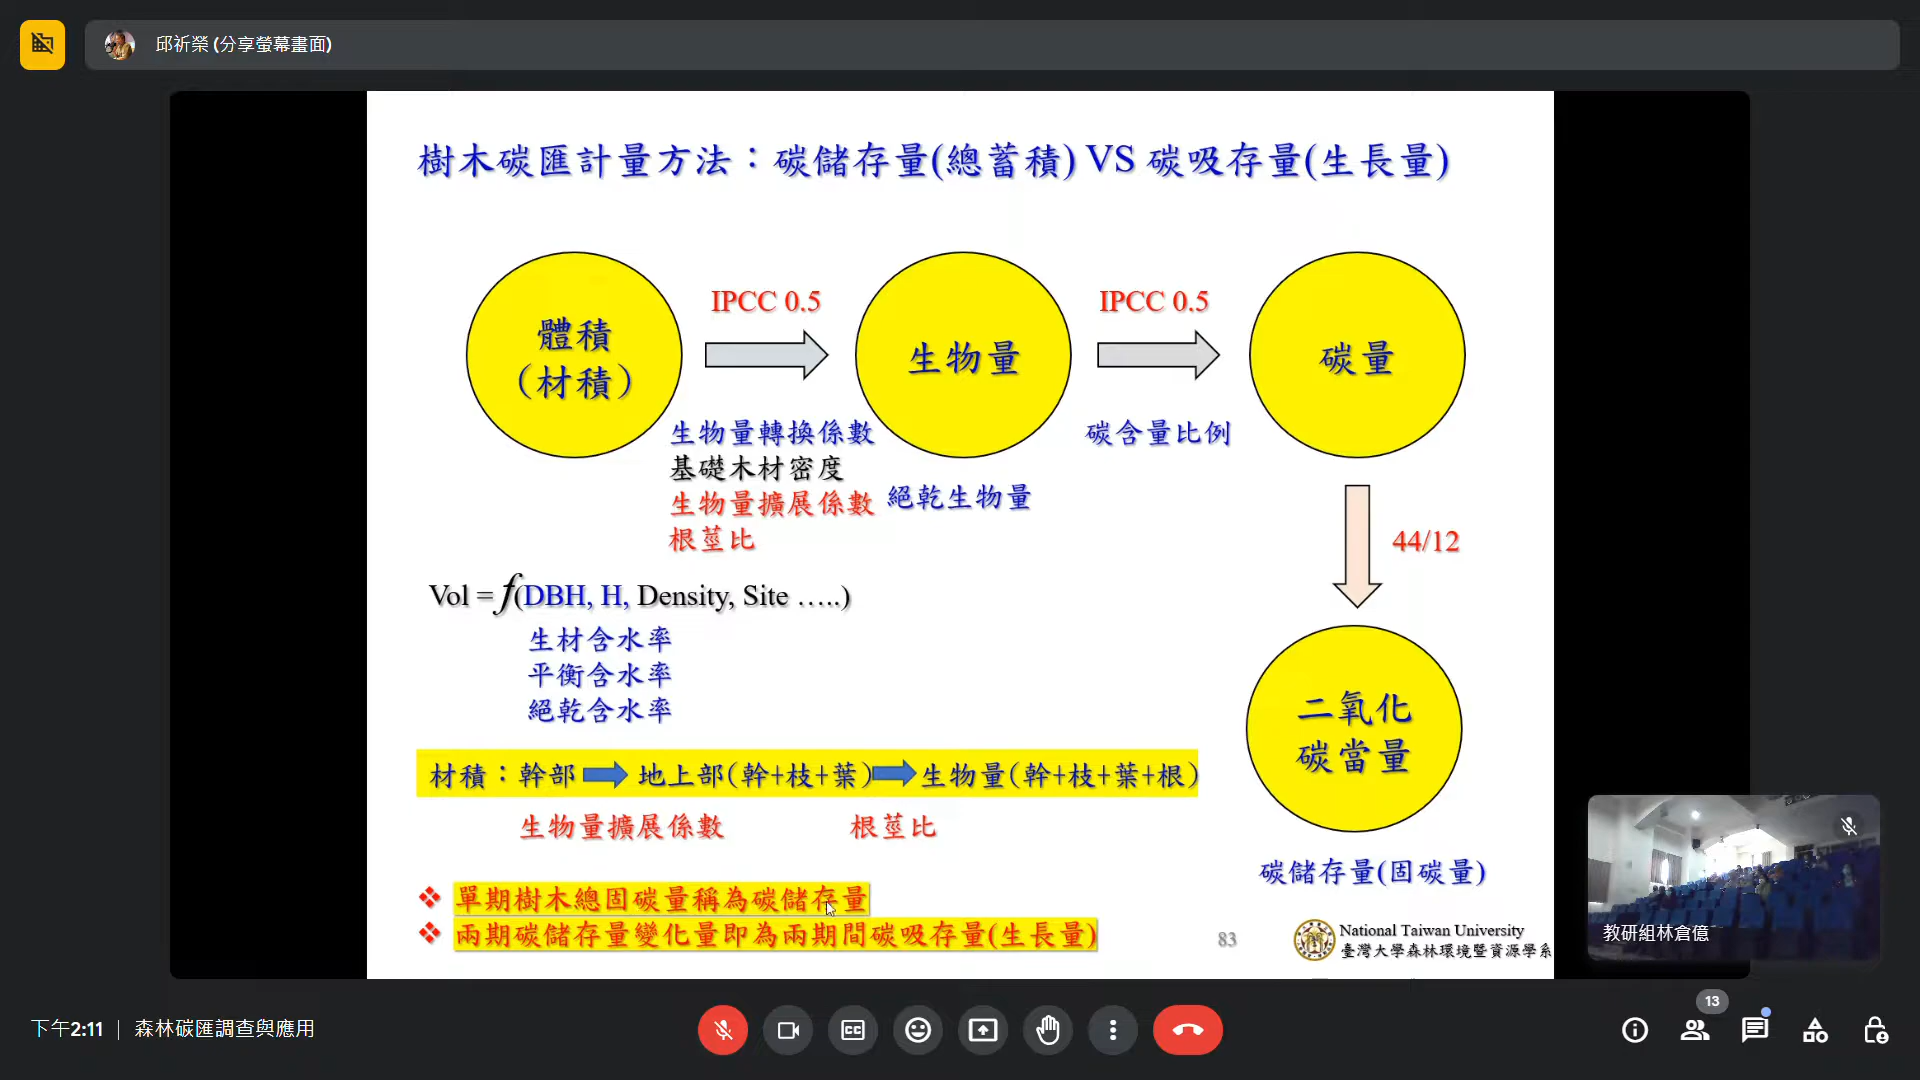 邱祈榮 (分享螢幕畫面)
樹木碳匯計量方法：碳儲存量(總蓄積) VS 碳吸存量(生長量)
體積
（材積）
IPCC 0.5
生物量
IPCC 0.5
碳量
生物量轉換係數
基礎木材密度
生物量擴展係數
根莖比
絕乾生物量
碳含量比例
44/12
Vol = f(DBH, H, Density, Site …..)
生材含水率
平衡含水率
絕乾含水率
二氧化
碳當量
材積：幹部 地上部(幹+枝+葉) 生物量(幹+枝+葉+根)
生物量擴展係數
根莖比
碳儲存量(固碳量)
❖ 單期樹木總固碳量稱為碳儲存量
❖ 兩期碳儲存量變化量即為兩期間碳吸存量(生長量)
83
National Taiwan University
臺灣大學森林環境暨資源學系
教研組林倉億
下午2:11 | 森林碳匯調查與應用
13